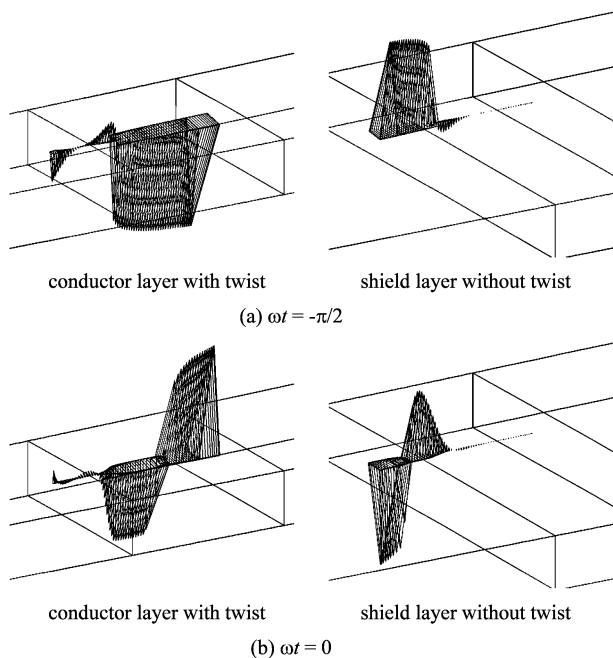 conductor layer with twist shield layer without twist
(a) ωt = -π/2
conductor layer with twist shield layer without twist
(b) ωt = 0